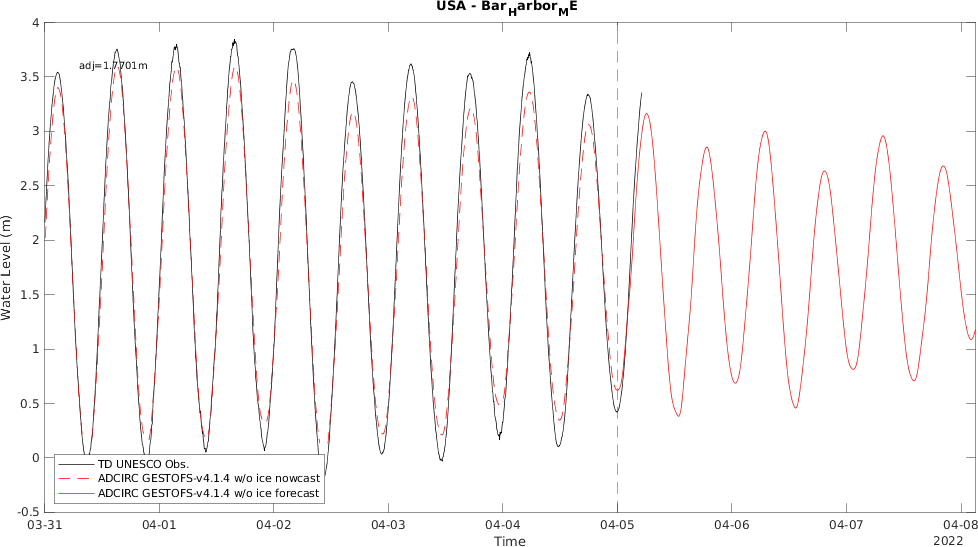 USA - BarHarborME
4
adj=1.7701m
3.5
3
2.5
2
1.5
1
0.5
0
-0.5
Water Level (m)
TD UNESCO Obs.
ADCIRC GESTOFS-v4.1.4 w/o ice nowcast
ADCIRC GESTOFS-v4.1.4 w/o ice forecast
03-31 04-01 04-02 04-03 04-04 04-05 04-06 04-07 04-08
Time
2022